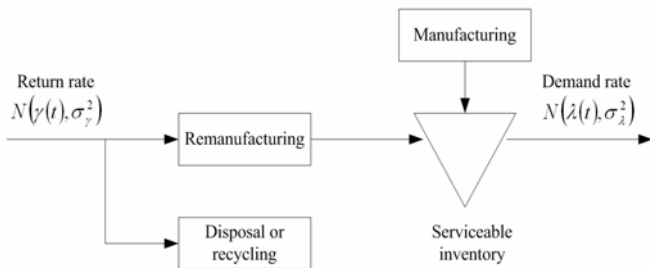 Manufacturing
Return rate
N(γ(t),σ_γ^2)
Demand rate
N(λ(t),σ_λ^2)
Remanufacturing
Disposal or
recycling
Serviceable
inventory